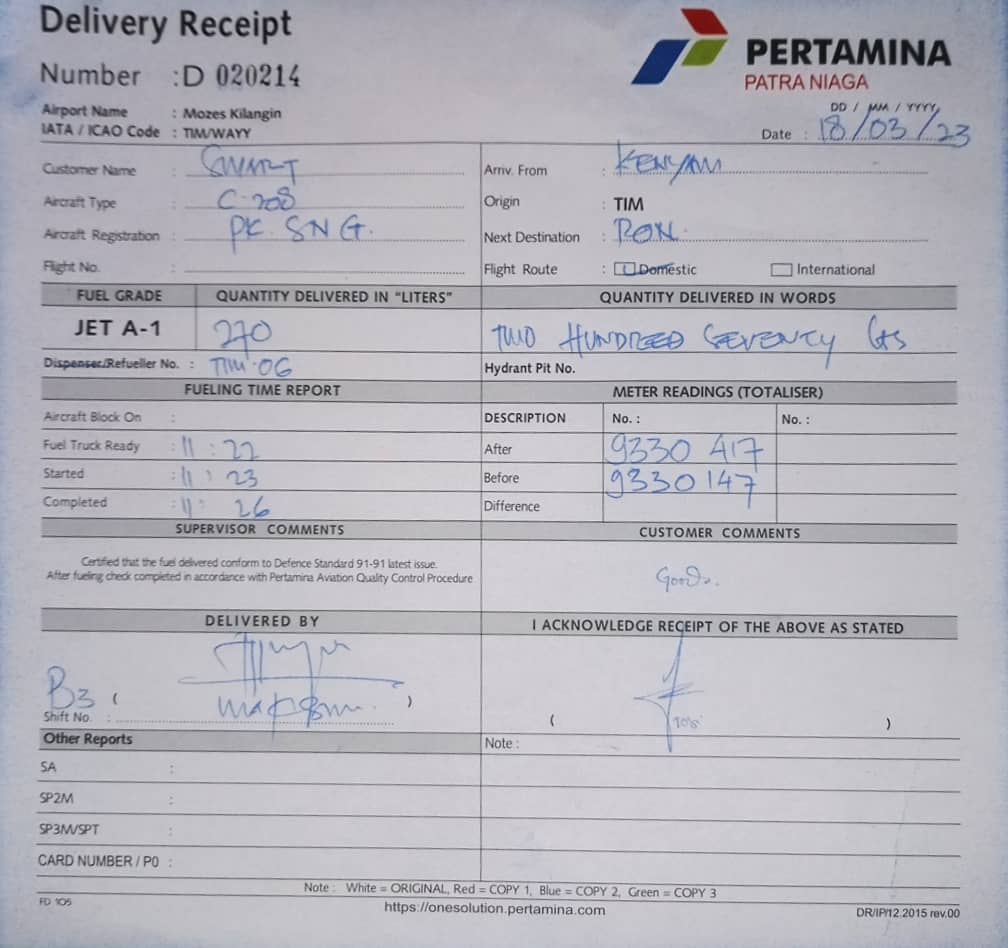 Delivery Receipt
PERTAMINA
PATRA NIAGA
Number : D 020214
Airport Name : Mozes Kilangin
IATA / ICAO Code : TIM/WAYY
DD / MM / YYYY
Date : 18/03/23
Customer Name : SMART
Arriv. From : KENYAM
Aircraft Type : C-208
Origin : TIM
Aircraft Registration : PK. SNG.
Next Destination : RON.
Flight No. :
Flight Route : Domestic International
FUEL GRADE QUANTITY DELIVERED IN "LITERS" QUANTITY DELIVERED IN WORDS
JET A-1 270 TWO HUNDRED SEVENTY
Dispenser/Refueller No. : TIM-06
Hydrant Pit No.
FUELING TIME REPORT METER READINGS (TOTALISER)
Aircraft Block On :
DESCRIPTION No. : No. :
Fuel Truck Ready : 11 : 22
After 9330 417
Started : 11 : 23
Before 9330 147
Completed : 11 : 26
Difference
SUPERVISOR COMMENTS CUSTOMER COMMENTS
Certified that the fuel delivered conform to Defence Standard 91-91 latest issue.
After fueling check completed in accordance with Pertamina Aviation Quality Control Procedure
Good.
DELIVERED BY I ACKNOWLEDGE RECEIPT OF THE ABOVE AS STATED
B3 ( )
Shift No. :
( )
Other Reports
Note :
SA :
SP2M :
SP3M/SPT :
CARD NUMBER / PO :
Note : White = ORIGINAL, Red = COPY 1, Blue = COPY 2, Green = COPY 3
FD 105
https://onesolution.pertamina.com
DR/IP/12.2015 rev.00